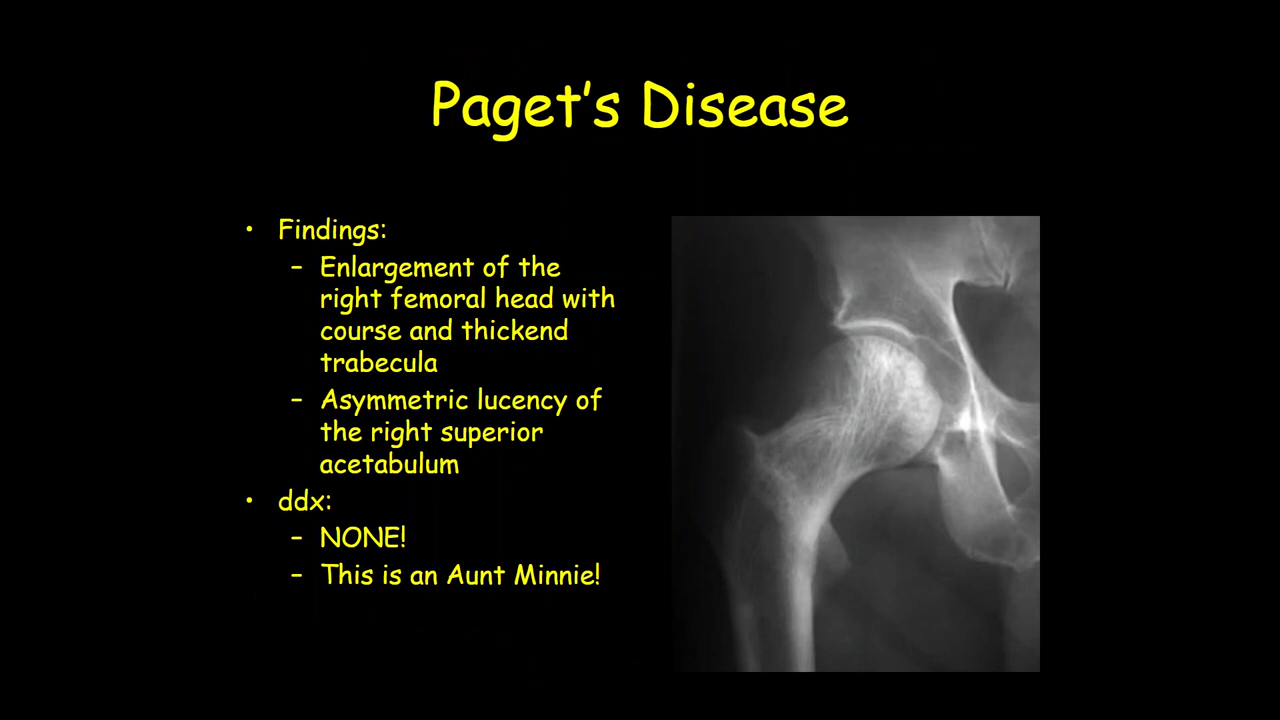 Paget's Disease
• Findings:
– Enlargement of the
right femoral head with
course and thickend
trabecula
– Asymmetric lucency of
the right superior
acetabulum
• ddx:
– NONE!
– This is an Aunt Minnie!